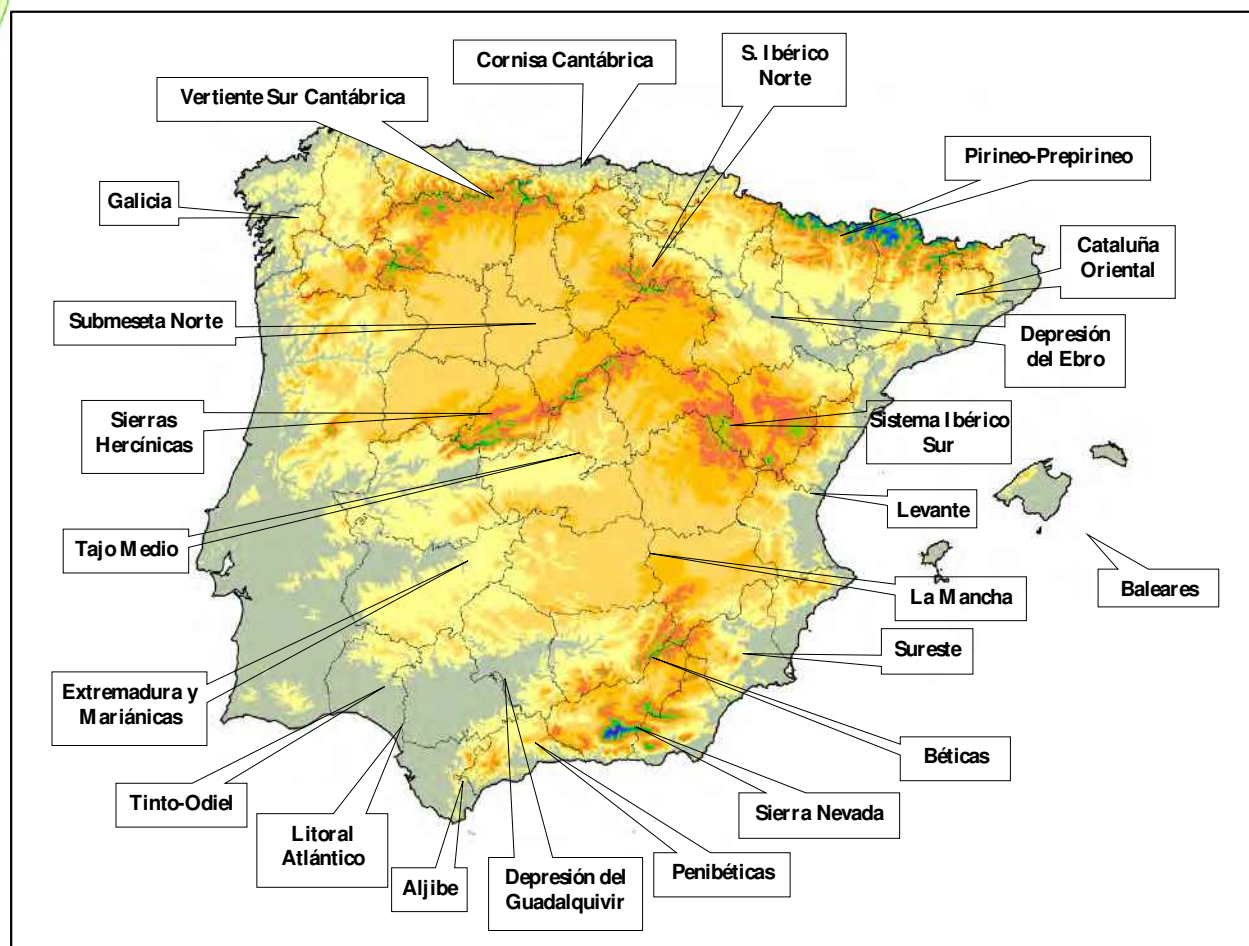 Cornisa Cantábrica
S. Ibérico
Norte
Vertiente Sur Cantábrica
Pirineo-Prepirineo
Galicia
Cataluña
Oriental
Submeseta Norte
Depresión
del Ebro
Sierras
Hercínicas
Sistema Ibérico
Sur
Levante
Tajo Medio
La Mancha
Baleares
Sureste
Extremadura y
Mariánicas
Béticas
Tinto-Odiel
Sierra Nevada
Litoral
Atlántico
Aljibe
Depresión del
Guadalquivir
Penibéticas